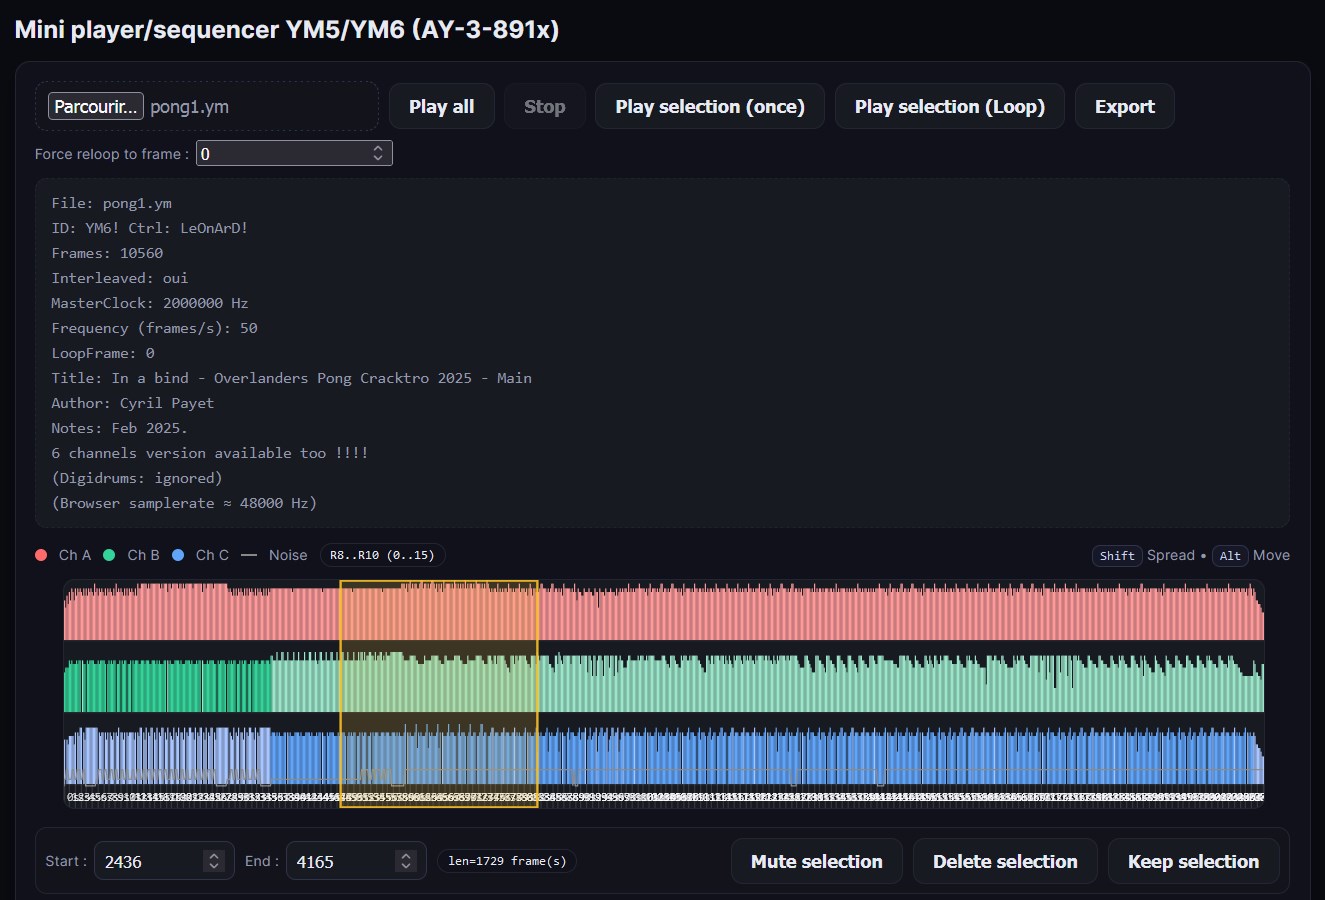 Mini player/sequencer YM5/YM6 (AY-3-891x)
Parcourir... pong1.ym Play all Stop Play selection (once) Play selection (Loop) Export
Force reloop to frame : 0
File: pong1.ym
ID: YM6! Ctrl: LeOnArD!
Frames: 10560
Interleaved: oui
MasterClock: 2000000 Hz
Frequency (frames/s): 50
LoopFrame: 0
Title: In a bind - Overlanders Pong Cracktro 2025 - Main
Author: Cyril Payet
Notes: Feb 2025.
6 channels version available too !!!!
(Digidrums: ignored)
(Browser samplerate ≈ 48000 Hz)
Ch A Ch B Ch C Noise R8..R10 (0..15) Shift Spread • Alt Move
Start : 2436 End : 4165 len=1729 frame(s) Mute selection Delete selection Keep selection